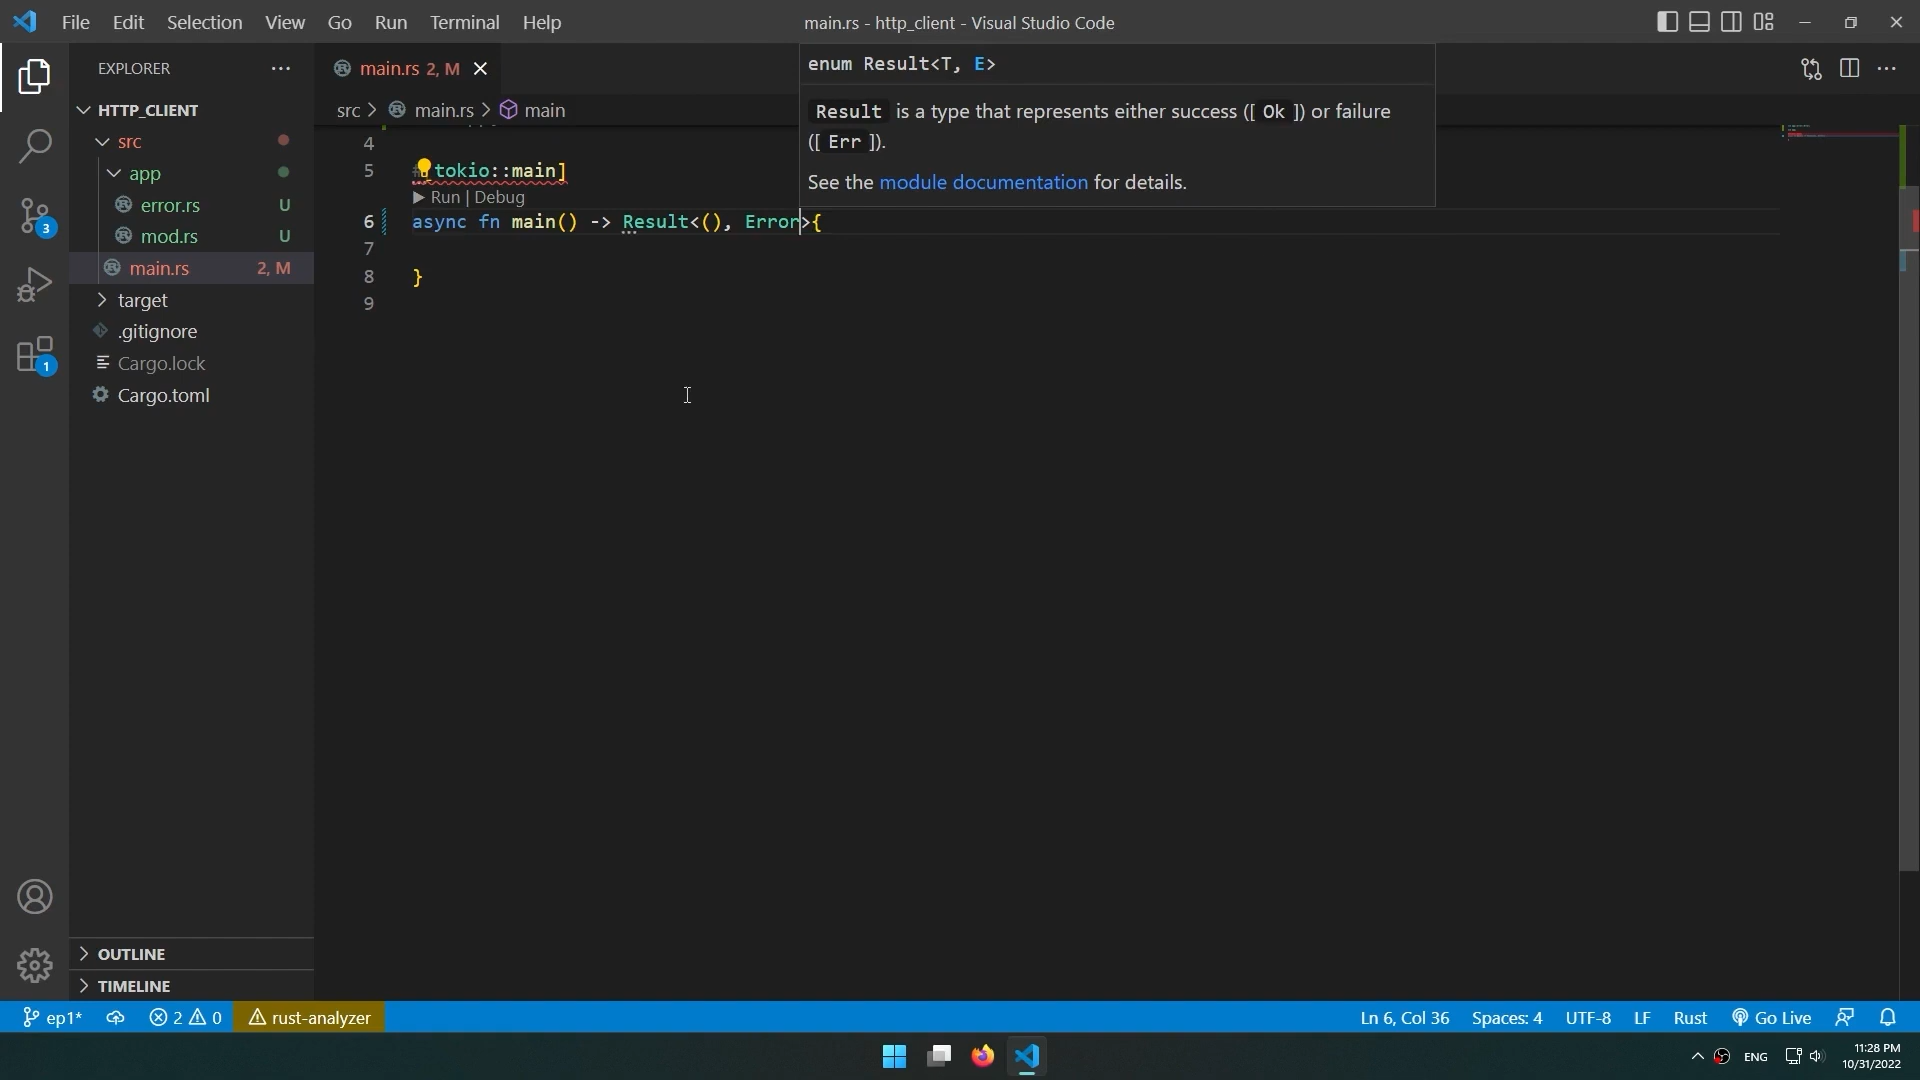 File Edit Selection View Go Run Terminal Help
main.rs - http_client - Visual Studio Code
EXPLORER
HTTP_CLIENT
src
app
error.rs U
mod.rs U
main.rs 2, M
target
.gitignore
Cargo.lock
Cargo.toml
OUTLINE
TIMELINE
3
1
main.rs 2, M
src > main.rs > main
enum Result<T, E>
Result is a type that represents either success ([ Ok ]) or failure
([ Err ]).
See the module documentation for details.
4
5 #[tokio::main]
Run | Debug
6 async fn main() -> Result<(), Error>{
7
8 }
9
ep1* 2 0 rust-analyzer
Ln 6, Col 36 Spaces: 4 UTF-8 LF Rust Go Live
ENG
11:28 PM
10/31/2022